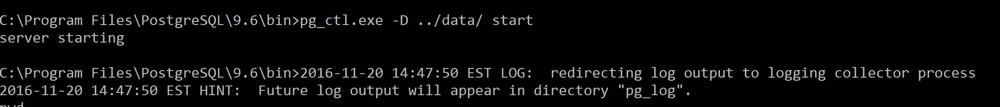 C:\Program Files\PostgreSQL\9.6\bin>pg_ctl.exe -D ../data/ start
server starting
C:\Program Files\PostgreSQL\9.6\bin>2016-11-20 14:47:50 EST LOG:  redirecting log output to logging collector process
2016-11-20 14:47:50 EST HINT:  Future log output will appear in directory "pg_log".